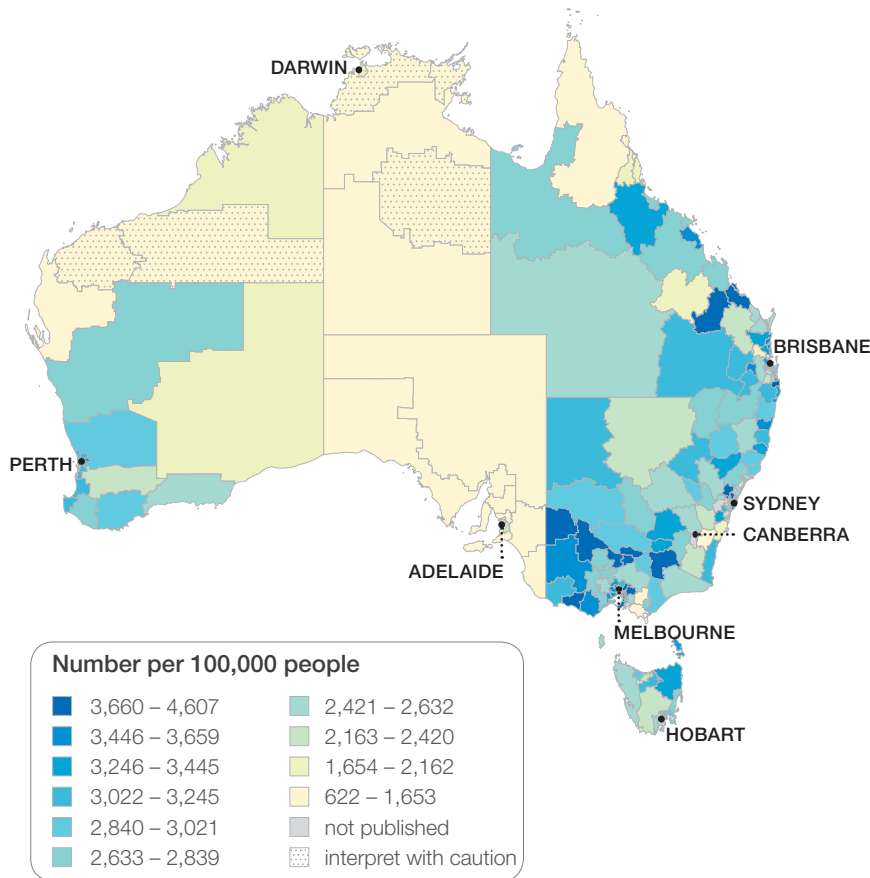 DARWIN
BRISBANE
PERTH
SYDNEY
CANBERRA
ADELAIDE
MELBOURNE
HOBART
Number per 100,000 people
3,660 – 4,607
3,446 – 3,659
3,246 – 3,445
3,022 – 3,245
2,840 – 3,021
2,633 – 2,839
2,421 – 2,632
2,163 – 2,420
1,654 – 2,162
622 – 1,653
not published
interpret with caution